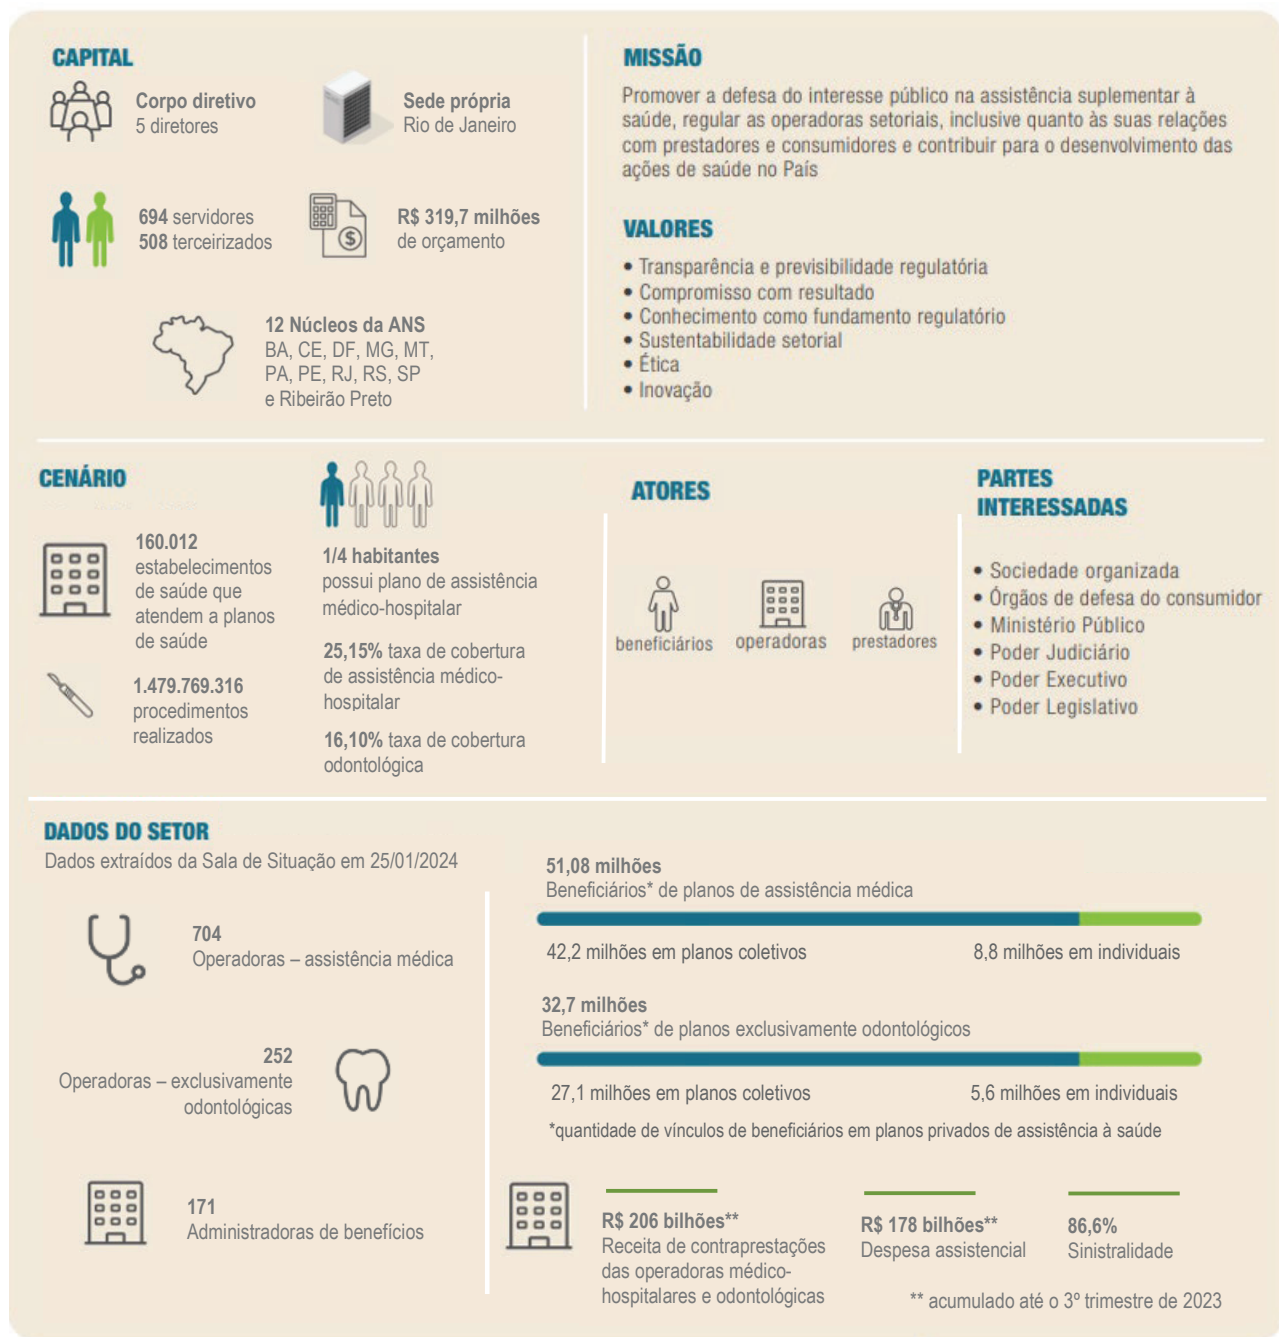 CAPITAL
Corpo diretivo
5 diretores
Sede própria
Rio de Janeiro
694 servidores
508 terceirizados
R$ 319,7 milhões
de orçamento
12 Núcleos da ANS
BA, CE, DF, MG, MT,
PA, PE, RJ, RS, SP
e Ribeirão Preto
MISSÃO
Promover a defesa do interesse público na assistência suplementar à
saúde, regular as operadoras setoriais, inclusive quanto às suas relações
com prestadores e consumidores e contribuir para o desenvolvimento das
ações de saúde no País
VALORES
• Transparência e previsibilidade regulatória
• Compromisso com resultado
• Conhecimento como fundamento regulatório
• Sustentabilidade setorial
• Ética
• Inovação
CENÁRIO
160.012
estabelecimentos
de saúde que
atendem a planos
de saúde
1.479.769.316
procedimentos
realizados
1/4 habitantes
possui plano de assistência
médico-hospitalar
25,15% taxa de cobertura
de assistência médico-
hospitalar
16,10% taxa de cobertura
odontológica
ATORES
beneficiários
operadoras
prestadores
PARTES
INTERESSADAS
• Sociedade organizada
• Órgãos de defesa do consumidor
• Ministério Público
• Poder Judiciário
• Poder Executivo
• Poder Legislativo
DADOS DO SETOR
Dados extraídos da Sala de Situação em 25/01/2024
704
Operadoras – assistência médica
252
Operadoras – exclusivamente
odontológicas
171
Administradoras de benefícios
51,08 milhões
Beneficiários* de planos de assistência médica
42,2 milhões em planos coletivos
8,8 milhões em individuais
32,7 milhões
Beneficiários* de planos exclusivamente odontológicos
27,1 milhões em planos coletivos
5,6 milhões em individuais
*quantidade de vínculos de beneficiários em planos privados de assistência à saúde
R$ 206 bilhões**
Receita de contraprestações
das operadoras médico-
hospitalares e odontológicas
R$ 178 bilhões**
Despesa assistencial
86,6%
Sinistralidade
** acumulado até o 3º trimestre de 2023